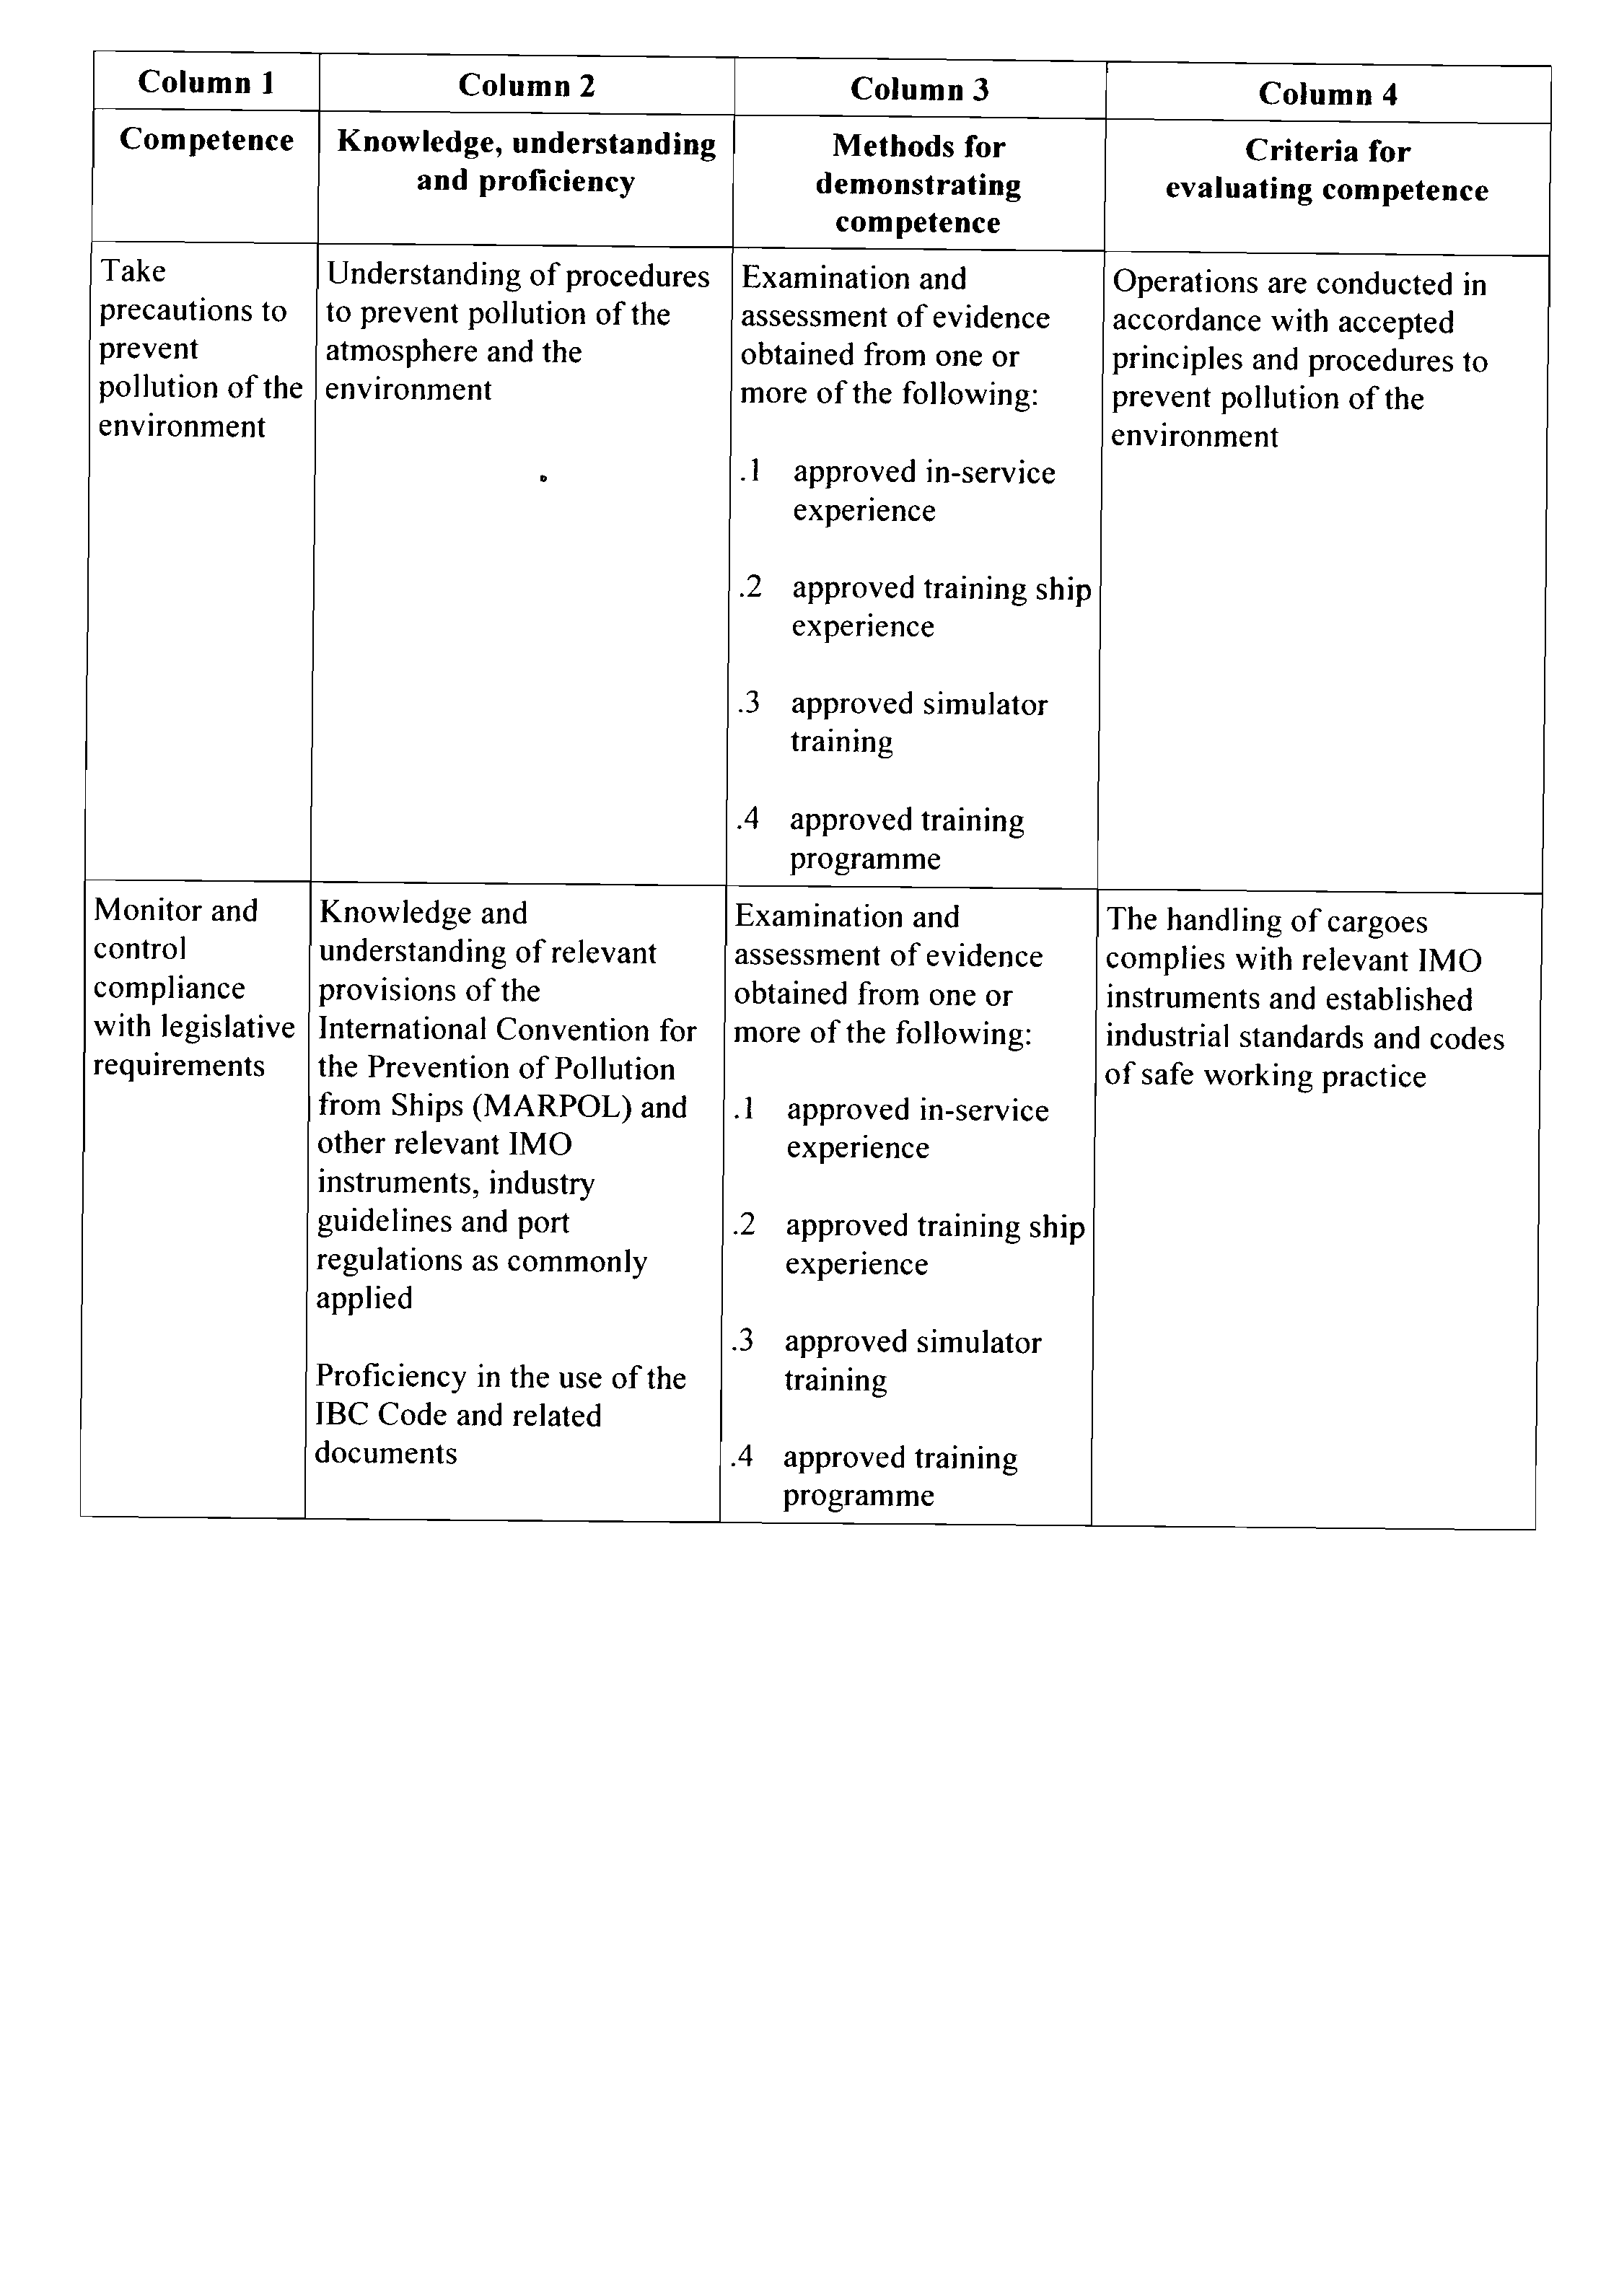 Column 1
Column 2
Column 3
Column 4
Competence
Knowledge, understanding
and proficiency
Methods for
demonstrating
competence
Criteria for
evaluating competence
Take
precautions to
prevent
pollution of the
environment
Understanding of procedures
to prevent pollution of the
atmosphere and the
environment
Examination and
assessment of evidence
obtained from one or
more of the following:
.1 approved in-service
experience
.2 approved training ship
experience
.3 approved simulator
training
.4 approved training
programme
Operations are conducted in
accordance with accepted
principles and procedures to
prevent pollution of the
environment
Monitor and
control
compliance
with legislative
requirements
Knowledge and
understanding of relevant
provisions of the
International Convention for
the Prevention of Pollution
from Ships (MARPOL) and
other relevant IMO
instruments, industry
guidelines and port
regulations as commonly
applied
Proficiency in the use of the
IBC Code and related
documents
Examination and
assessment of evidence
obtained from one or
more of the following:
.1 approved in-service
experience
.2 approved training ship
experience
.3 approved simulator
training
.4 approved training
programme
The handling of cargoes
complies with relevant IMO
instruments and established
industrial standards and codes
of safe working practice